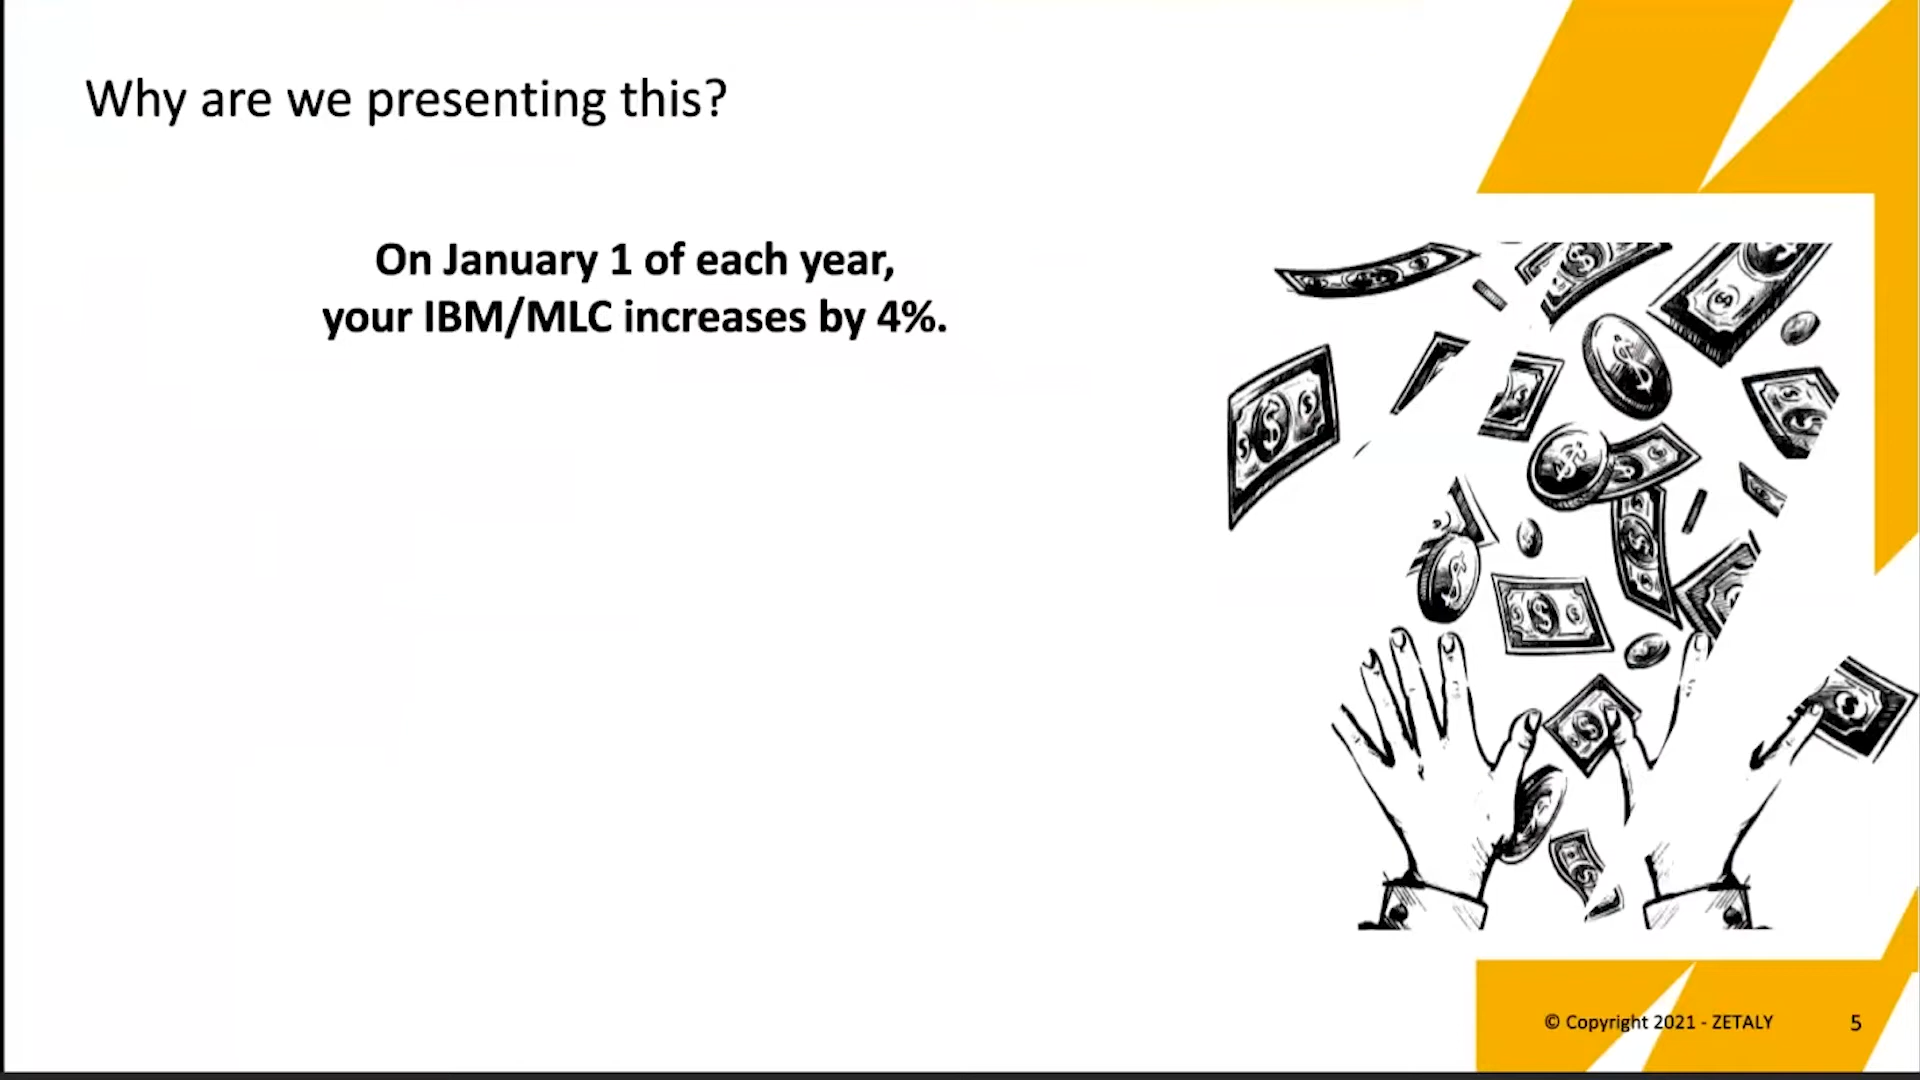 Why are we presenting this?
On January 1 of each year,
your IBM/MLC increases by 4%.
© Copyright 2021 - ZETALY
5